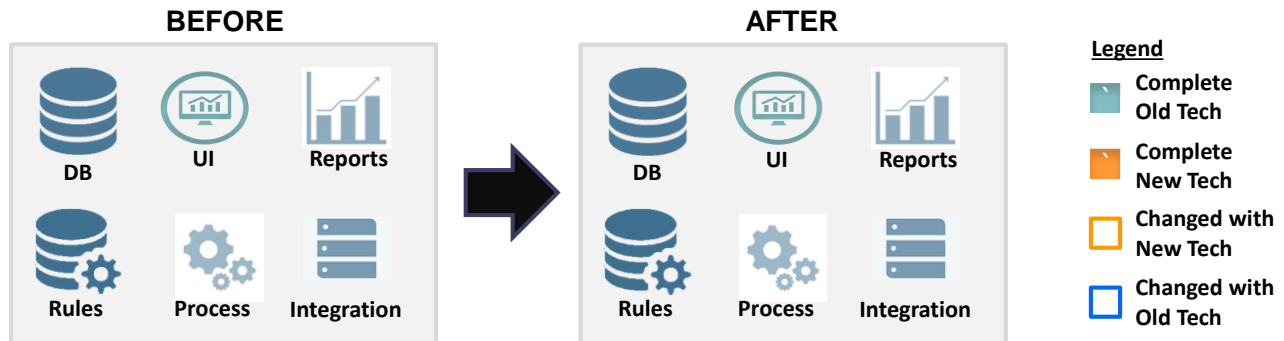 BEFORE
DB
UI
Reports
Rules
Process
Integration
AFTER
DB
UI
Reports
Rules
Process
Integration
Legend
Complete
Old Tech
Complete
New Tech
Changed with
New Tech
Changed with
Old Tech